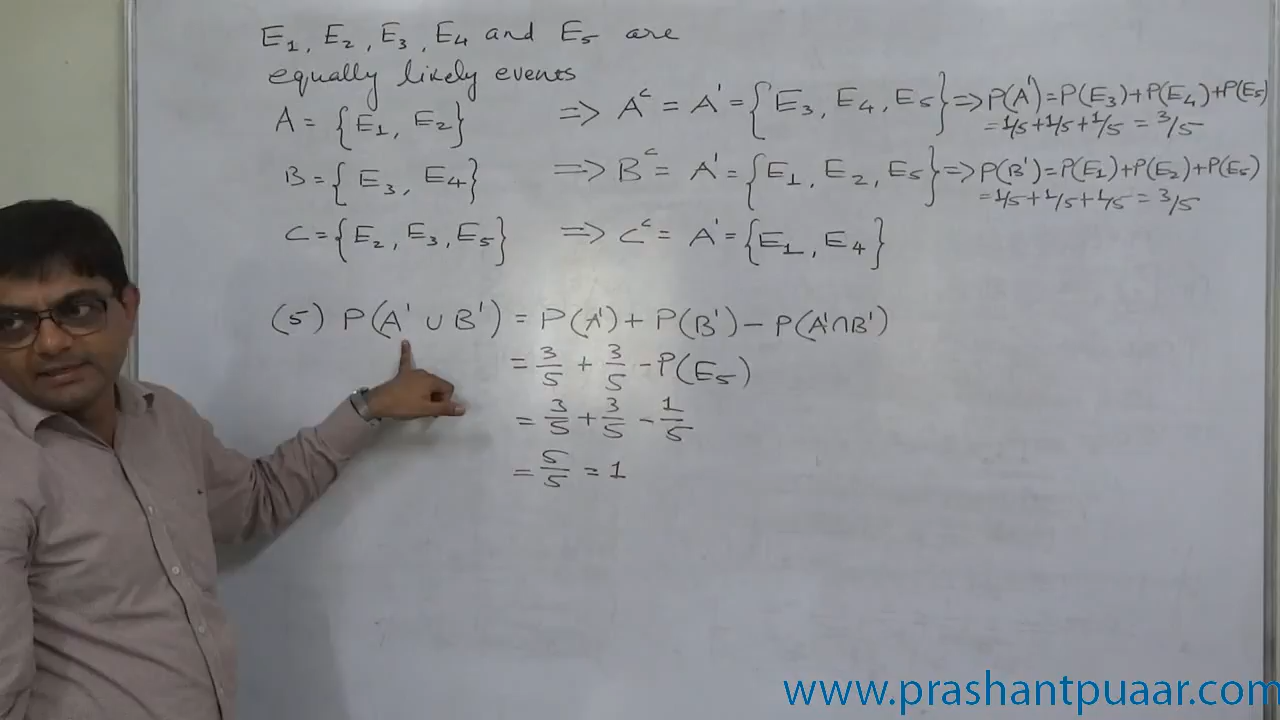 E1, E2, E3, E4 and E5 are
equally likely events
A = {E1, E2} => A^c = A' = {E3, E4, E5} => P(A') = P(E3) + P(E4) + P(E5)
= 1/5 + 1/5 + 1/5 = 3/5
B = {E3, E4} => B^c = A' = {E1, E2, E5} => P(B') = P(E1) + P(E2) + P(E5)
= 1/5 + 1/5 + 1/5 = 3/5
C = {E2, E3, E5} => C^c = A' = {E1, E4}
(5) P(A' ∪ B') = P(A') + P(B') - P(A'∩B')
= 3/5 + 3/5 - P(E5)
= 3/5 + 3/5 - 1/5
= 5/5 = 1
www.prashantpuaar.com